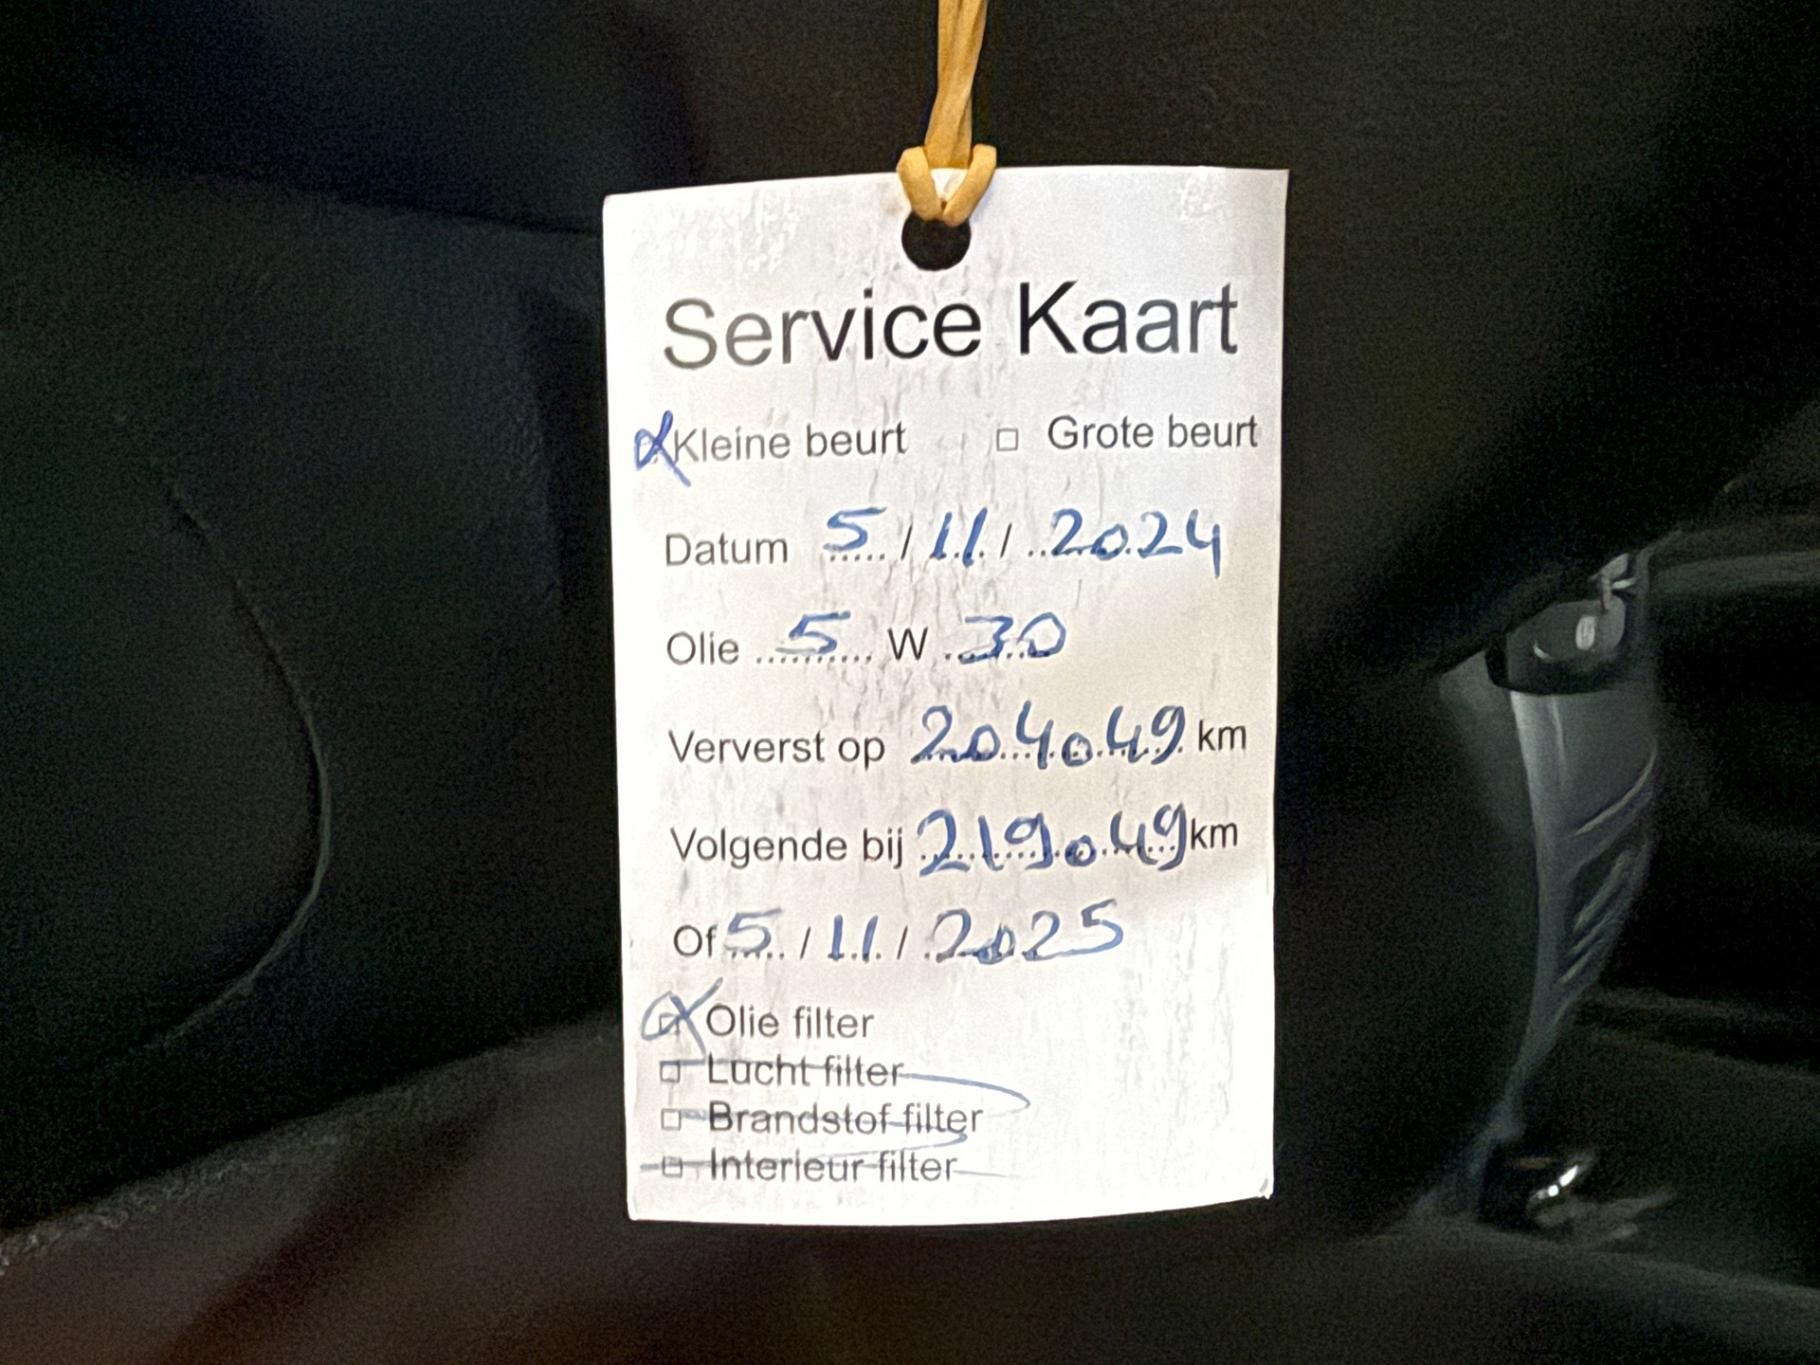 Service Kaart
Kleine beurt □ Grote beurt
Datum 5 / 11 / 2024
Olie 5 W 30
Ververst op 204049 km
Volgende bij 219049 km
Of 5 / 11 / 2025
Olie filter
□ Lucht filter
□ Brandstof filter
□ Interieur filter